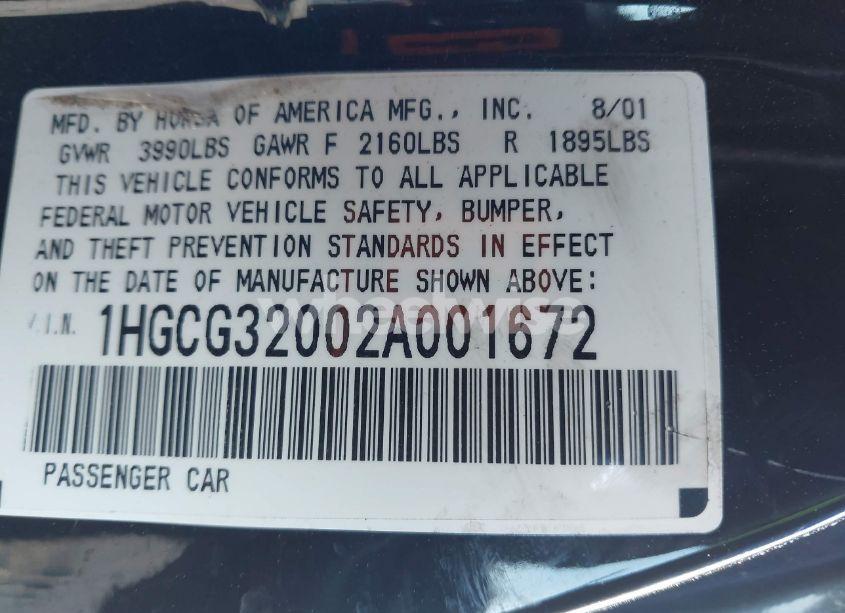 MFD. BY HONDA OF AMERICA MFG., INC. 8/01
GVWR 3990LBS GAWR F 2160LBS R 1895LBS
THIS VEHICLE CONFORMS TO ALL APPLICABLE
FEDERAL MOTOR VEHICLE SAFETY, BUMPER,
AND THEFT PREVENTION STANDARDS IN EFFECT
ON THE DATE OF MANUFACTURE SHOWN ABOVE:
V.I.N. 1HGCG32002A001672
wheelwise
PASSENGER CAR